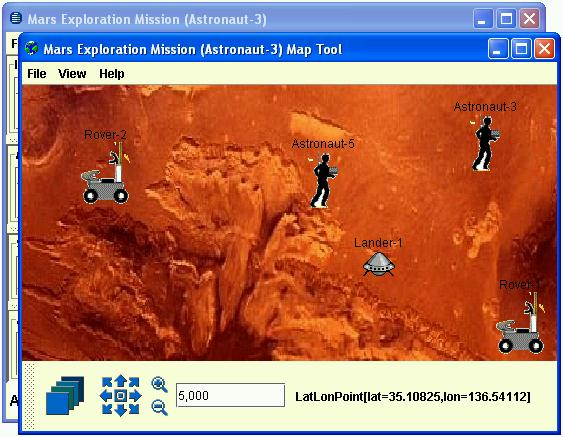 Mars Exploration Mission (Astronaut-3)
Mars Exploration Mission (Astronaut-3) Map Tool
File View Help
Astronaut-3
Rover-2
Astronaut-5
Lander-1
Rover-1
5,000
LatLonPoint[lat=35.10825,lon=136.54112]